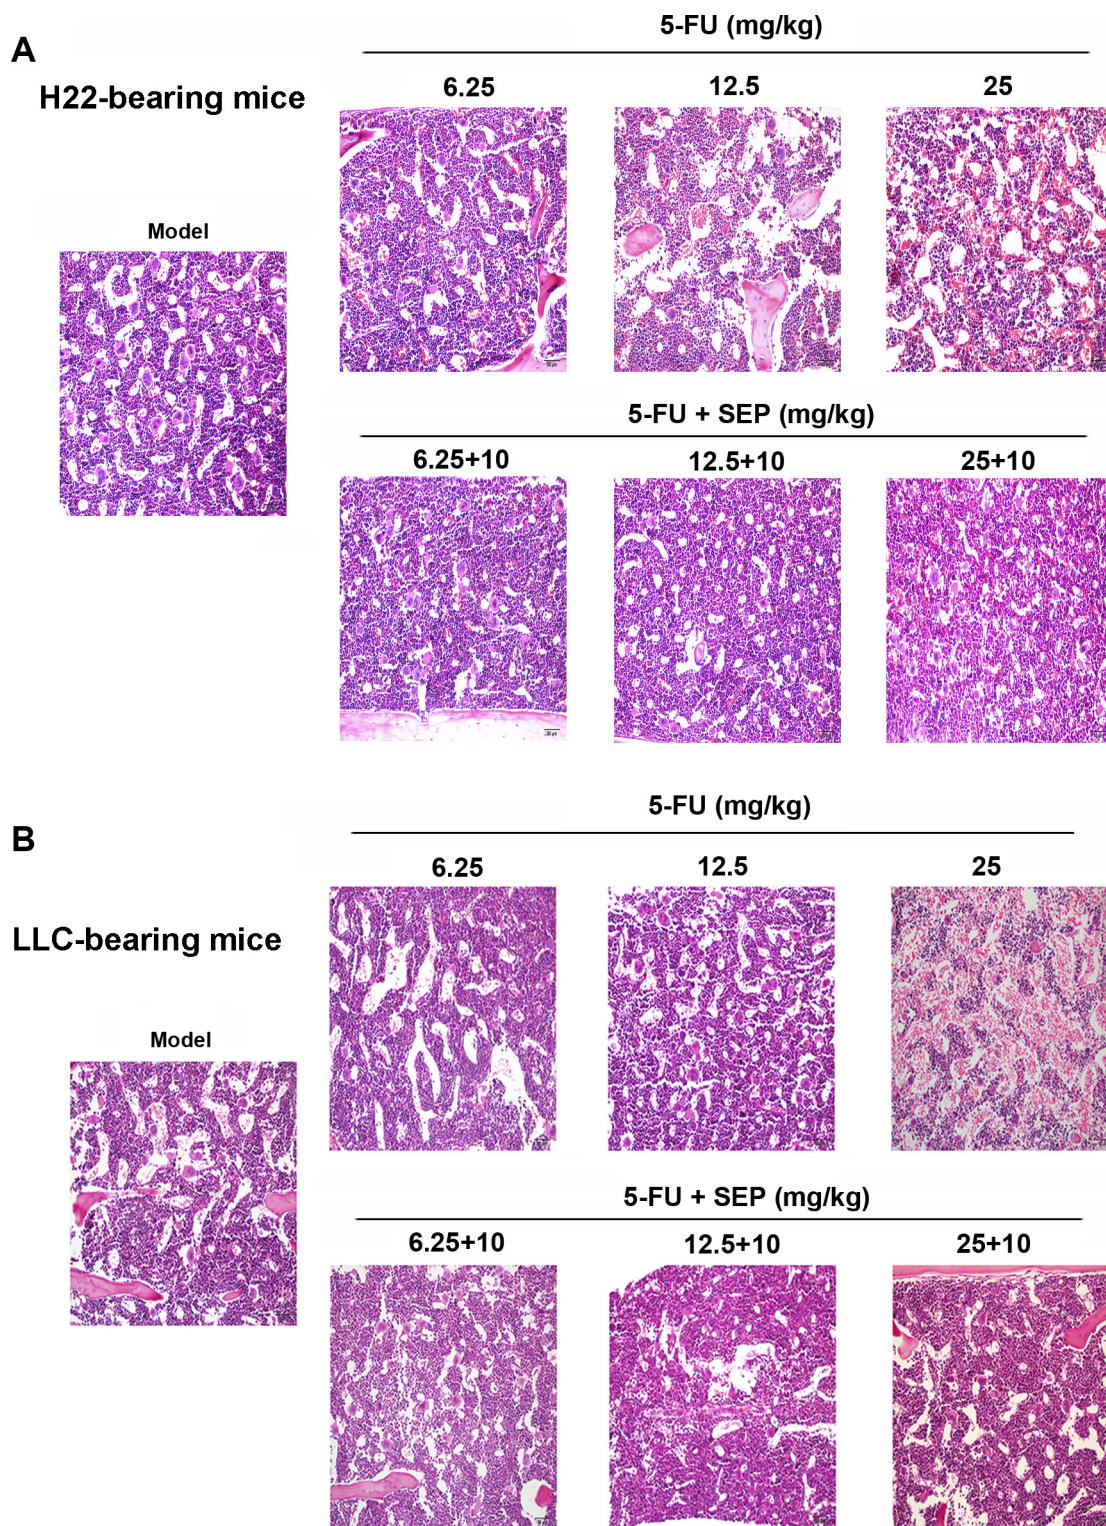 A
5-FU (mg/kg)
H22-bearing mice
6.25 12.5 25
Model
5-FU + SEP (mg/kg)
6.25+10 12.5+10 25+10
50 µm
B
5-FU (mg/kg)
6.25 12.5 25
LLC-bearing mice
Model
5-FU + SEP (mg/kg)
6.25+10 12.5+10 25+10